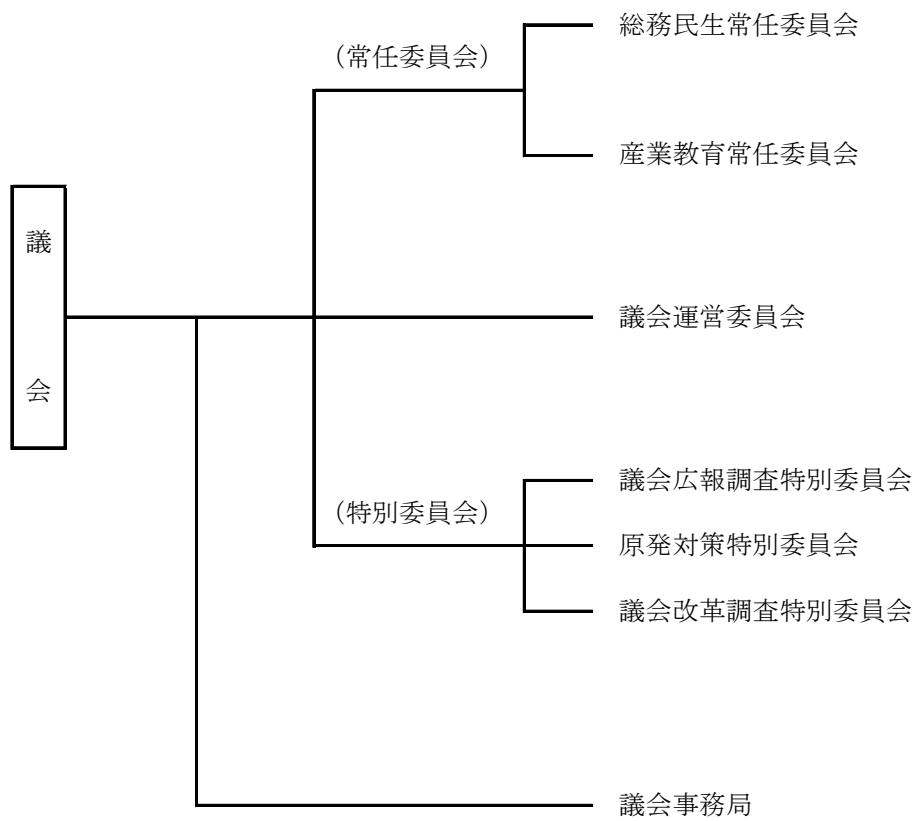 総務民生常任委員会
（常任委員会）
産業教育常任委員会
議会
議会運営委員会
議会広報調査特別委員会
（特別委員会）
原発対策特別委員会
議会改革調査特別委員会
議会事務局